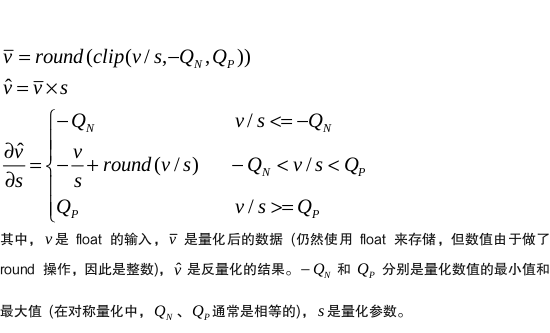 v̅ = round(clip(v / s, −Q_N, Q_P))
v̂ = v̅ × s
∂v̂/∂s = { −Q_N    v / s <= −Q_N
−v/s + round(v / s)    −Q_N < v / s < Q_P
Q_P    v / s >= Q_P
其中，v 是 float 的输入，v̅ 是量化后的数据 (仍然使用 float 来存储，但数值由于做了
round 操作，因此是整数)，v̂ 是反量化的结果。−Q_N 和 Q_P 分别是量化数值的最小值和
最大值 (在对称量化中，Q_N、Q_P 通常是相等的)，s 是量化参数。